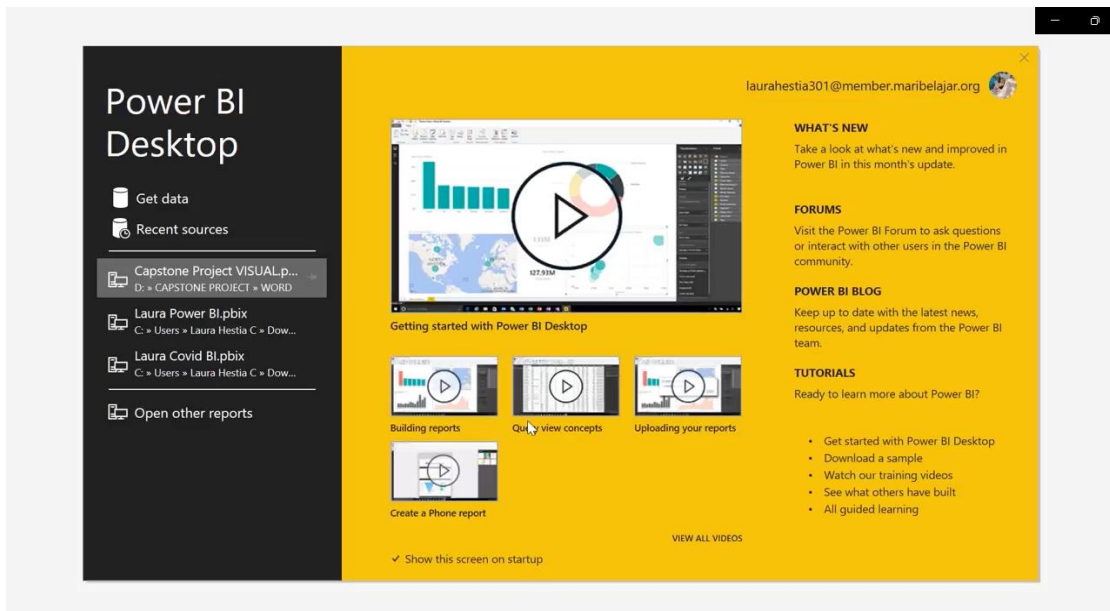 Power BI
Desktop
Get data
Recent sources
Capstone Project VISUAL.p...
D: » CAPSTONE PROJECT » WORD
Laura Power BI.pbix
C: » Users » Laura Hestia C » Dow...
Laura Covid BI.pbix
C: » Users » Laura Hestia C » Dow...
Open other reports
laurahestia301@member.maribelajar.org
127.93M
Getting started with Power BI Desktop
Building reports
Query view concepts
Uploading your reports
Create a Phone report
VIEW ALL VIDEOS
✓ Show this screen on startup
WHAT'S NEW
Take a look at what's new and improved in
Power BI in this month's update.
FORUMS
Visit the Power BI Forum to ask questions
or interact with other users in the Power BI
community.
POWER BI BLOG
Keep up to date with the latest news,
resources, and updates from the Power BI
team.
TUTORIALS
Ready to learn more about Power BI?
• Get started with Power BI Desktop
• Download a sample
• Watch our training videos
• See what others have built
• All guided learning